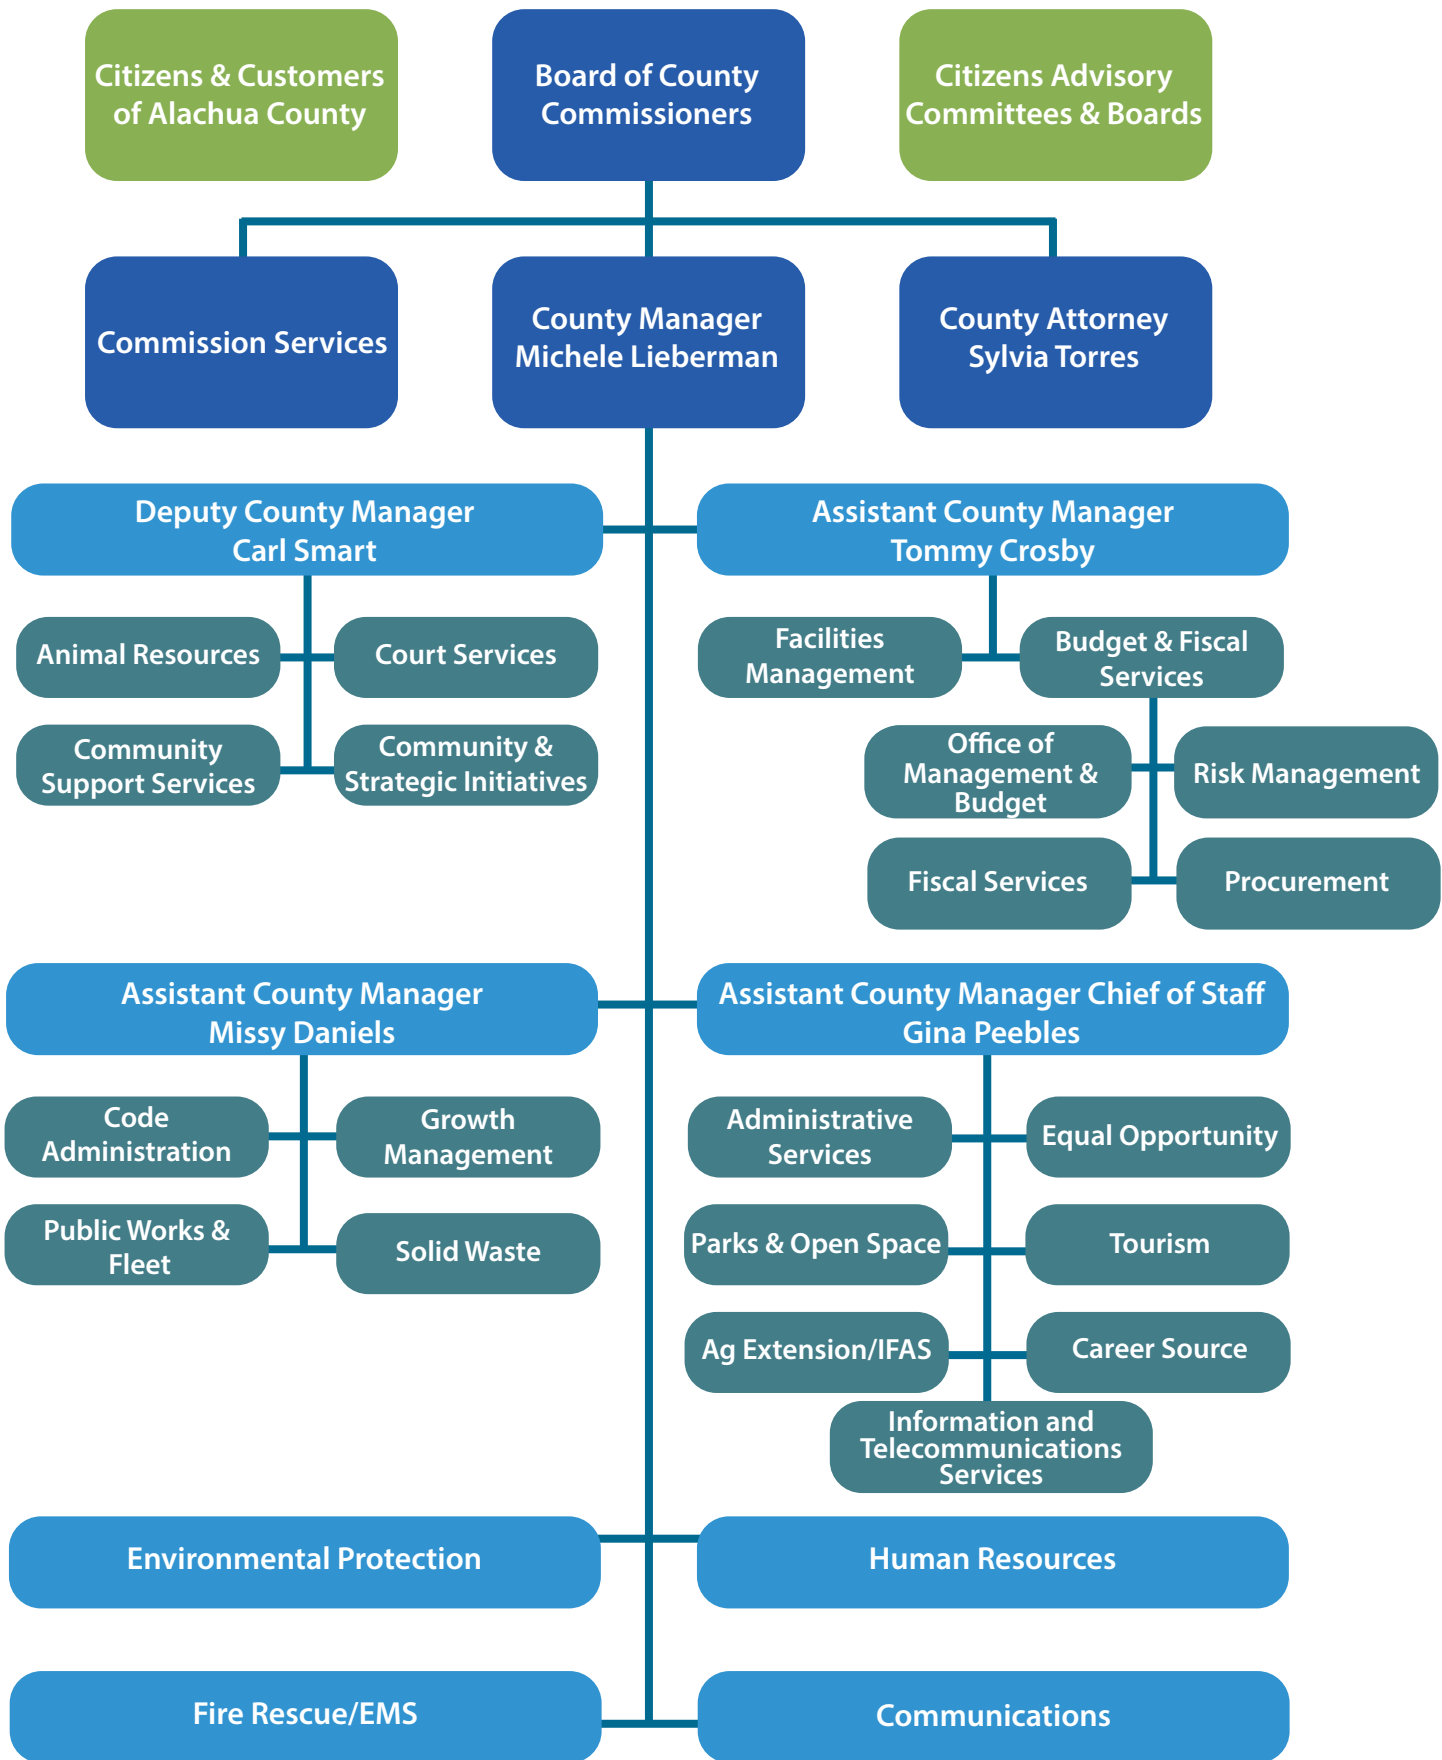 Citizens & Customers
of Alachua County
Board of County
Commissioners
Citizens Advisory
Committees & Boards
Commission Services
County Manager
Michele Lieberman
County Attorney
Sylvia Torres
Deputy County Manager
Carl Smart
Assistant County Manager
Tommy Crosby
Animal Resources
Court Services
Facilities
Management
Budget & Fiscal
Services
Community
Support Services
Community &
Strategic Initiatives
Office of
Management &
Budget
Risk Management
Fiscal Services
Procurement
Assistant County Manager
Missy Daniels
Assistant County Manager Chief of Staff
Gina Peebles
Code
Administration
Growth
Management
Administrative
Services
Equal Opportunity
Public Works &
Fleet
Solid Waste
Parks & Open Space
Tourism
Ag Extension/IFAS
Career Source
Information and
Telecommunications
Services
Environmental Protection
Human Resources
Fire Rescue/EMS
Communications